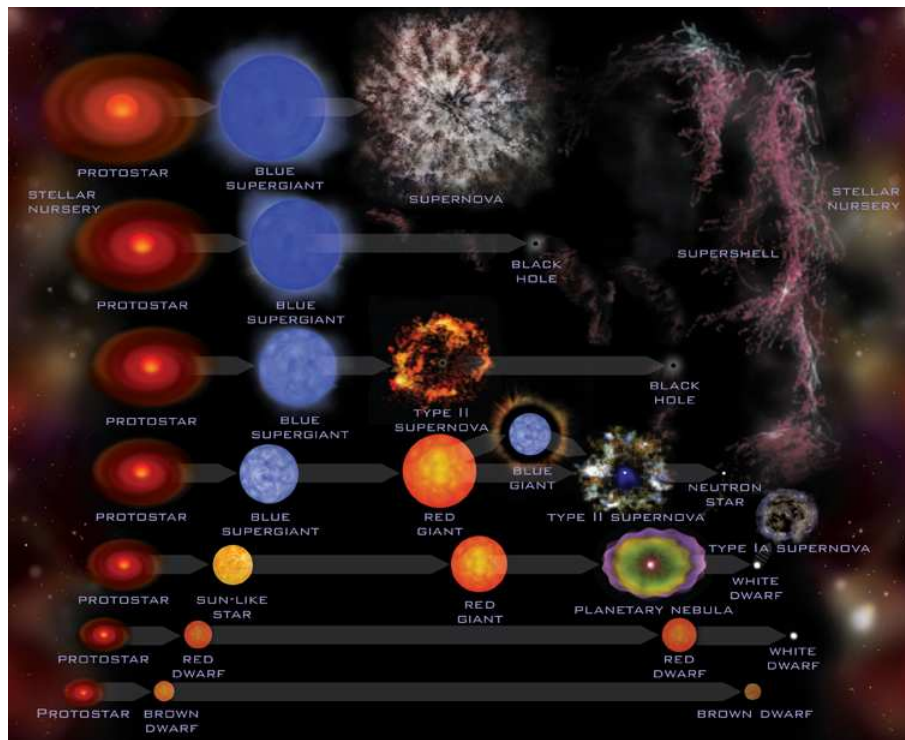 PROTOSTAR
BLUE
SUPERGIANT
SUPERNOVA
STELLAR
NURSERY
STELLAR
NURSERY
PROTOSTAR
BLUE
SUPERGIANT
BLACK
HOLE
SUPERSHELL
PROTOSTAR
BLUE
SUPERGIANT
TYPE II
SUPERNOVA
BLACK
HOLE
PROTOSTAR
BLUE
SUPERGIANT
RED
GIANT
BLUE
GIANT
TYPE II SUPERNOVA
NEUTRON
STAR
PROTOSTAR
SUN-LIKE
STAR
RED
GIANT
PLANETARY NEBULA
WHITE
DWARF
TYPE IA SUPERNOVA
PROTOSTAR
RED
DWARF
RED
DWARF
WHITE
DWARF
PROTOSTAR
BROWN
DWARF
BROWN DWARF